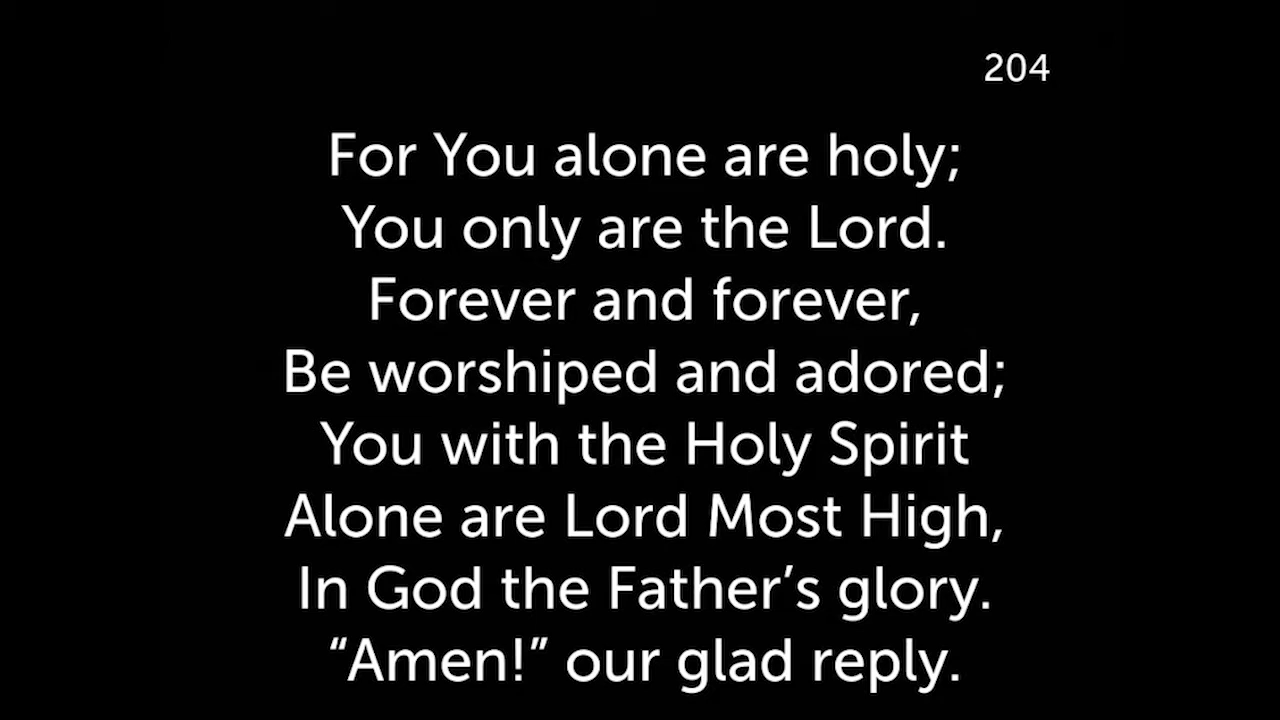 204
For You alone are holy;
You only are the Lord.
Forever and forever,
Be worshiped and adored;
You with the Holy Spirit
Alone are Lord Most High,
In God the Father’s glory.
“Amen!” our glad reply.